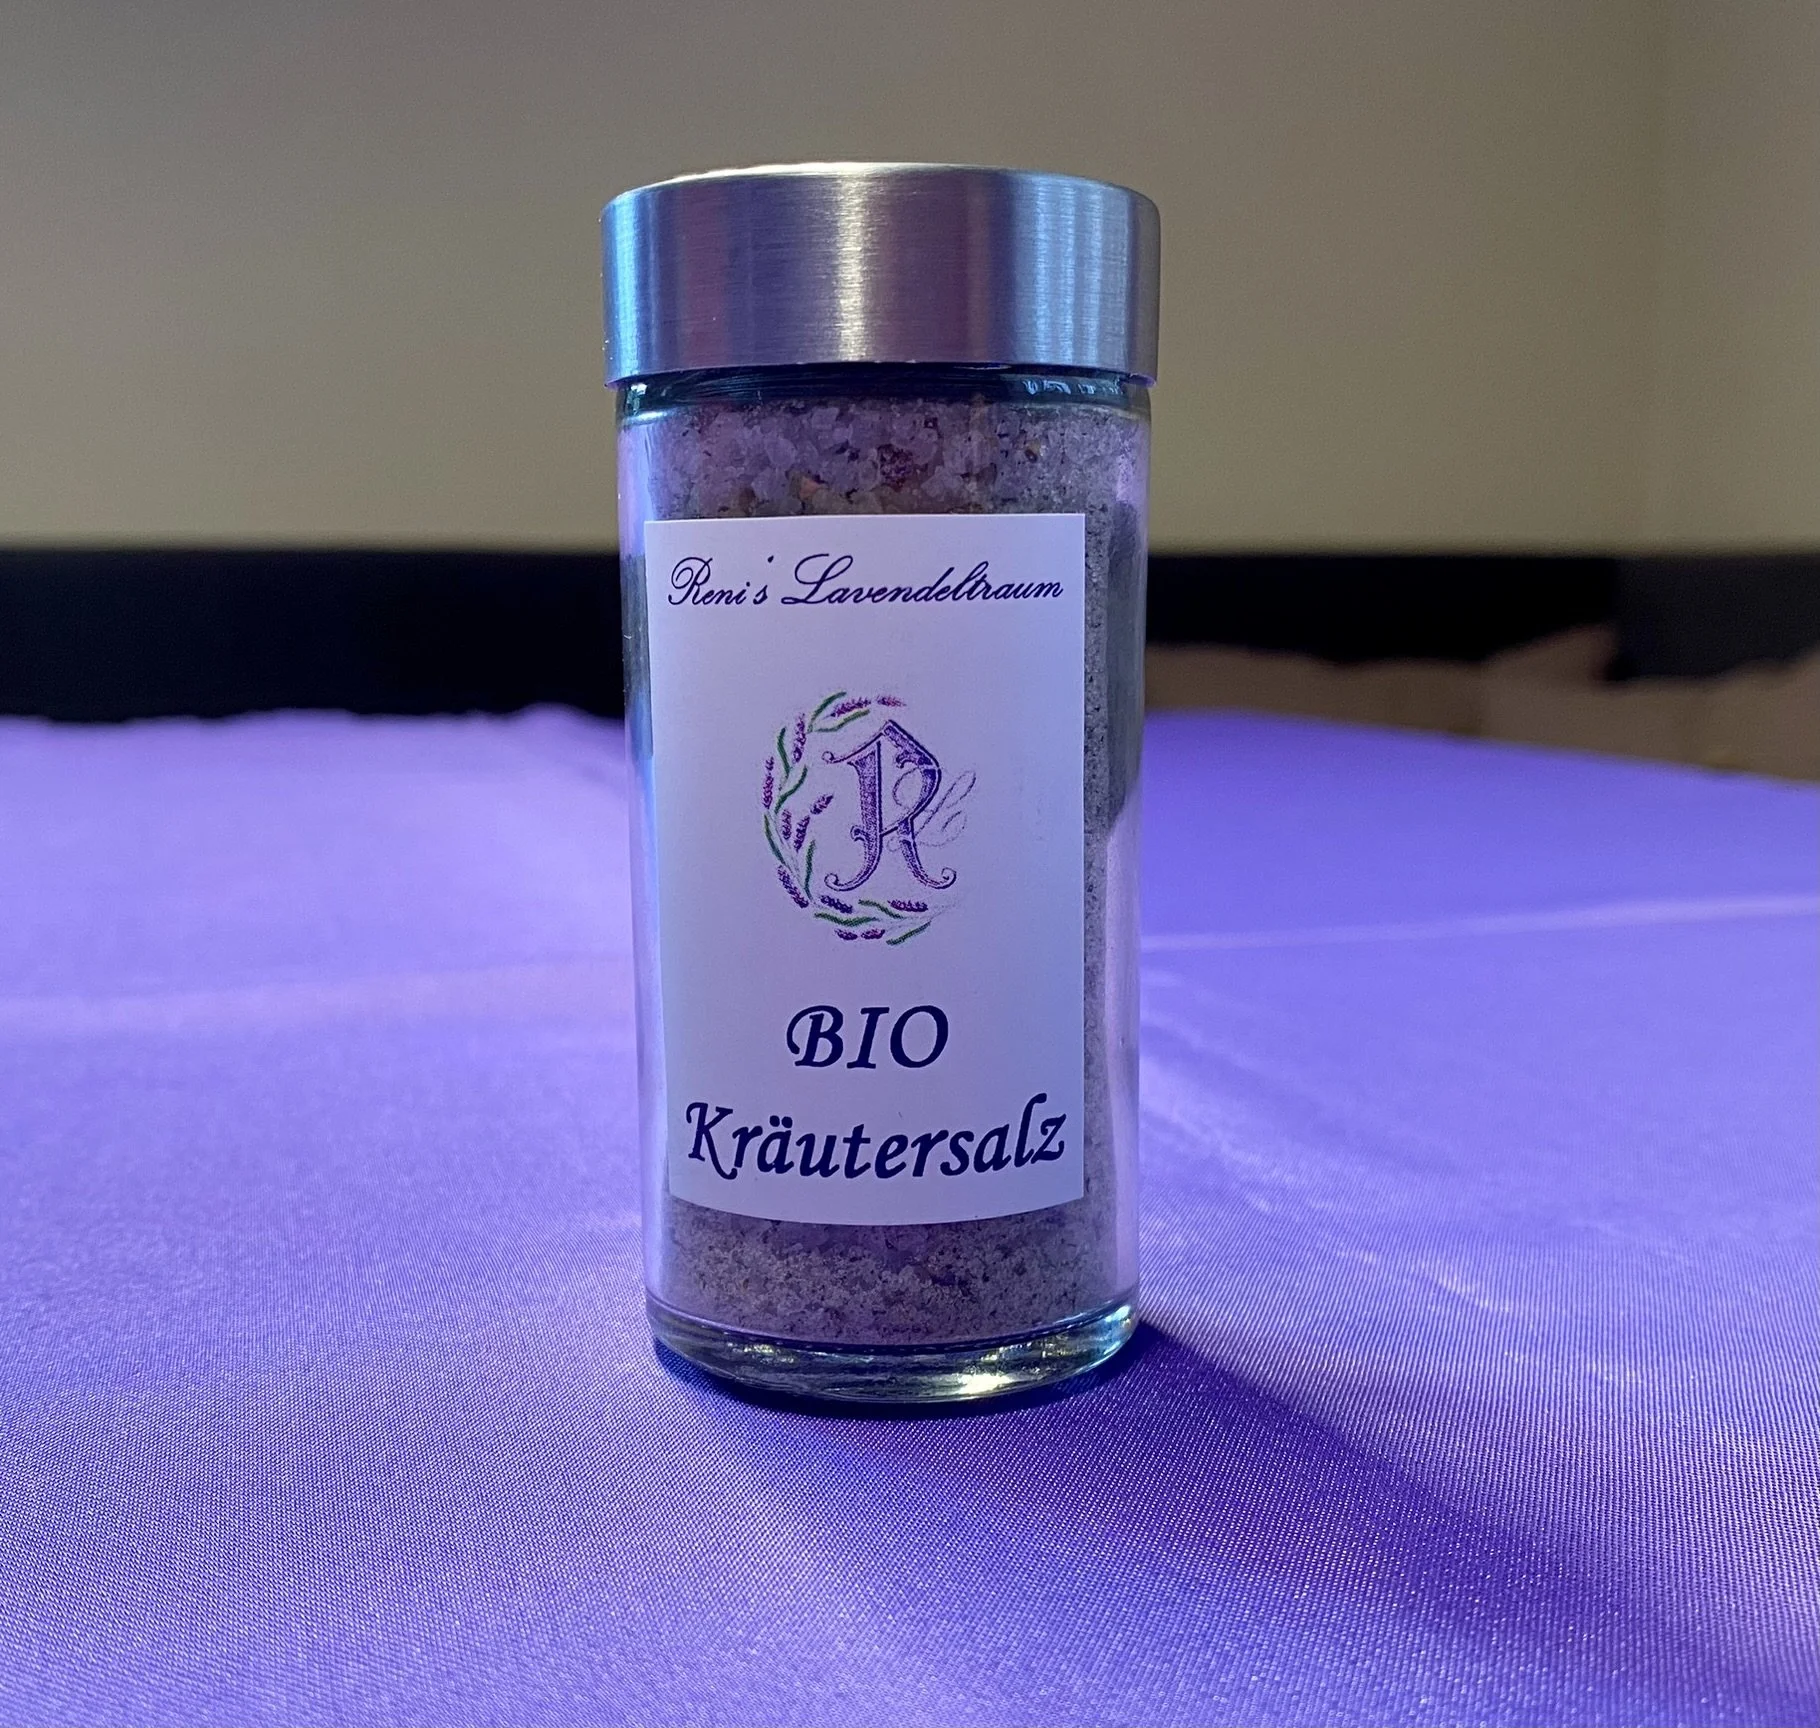 Reni's Lavendeltraum
R
BIO
Kräutersalz